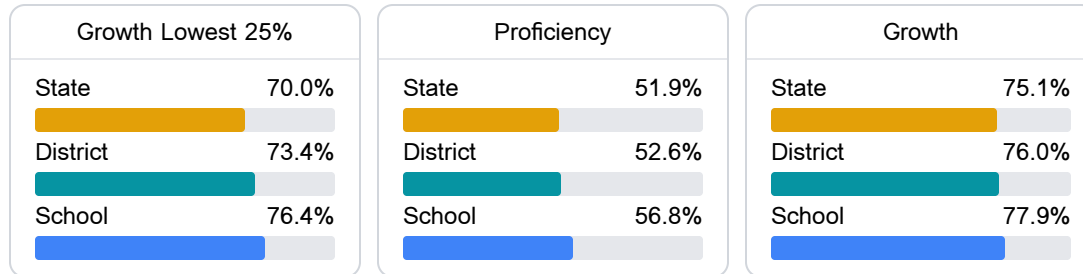 Growth Lowest 25%
State 70.0%
District 73.4%
School 76.4%
Proficiency
State 51.9%
District 52.6%
School 56.8%
Growth
State 75.1%
District 76.0%
School 77.9%